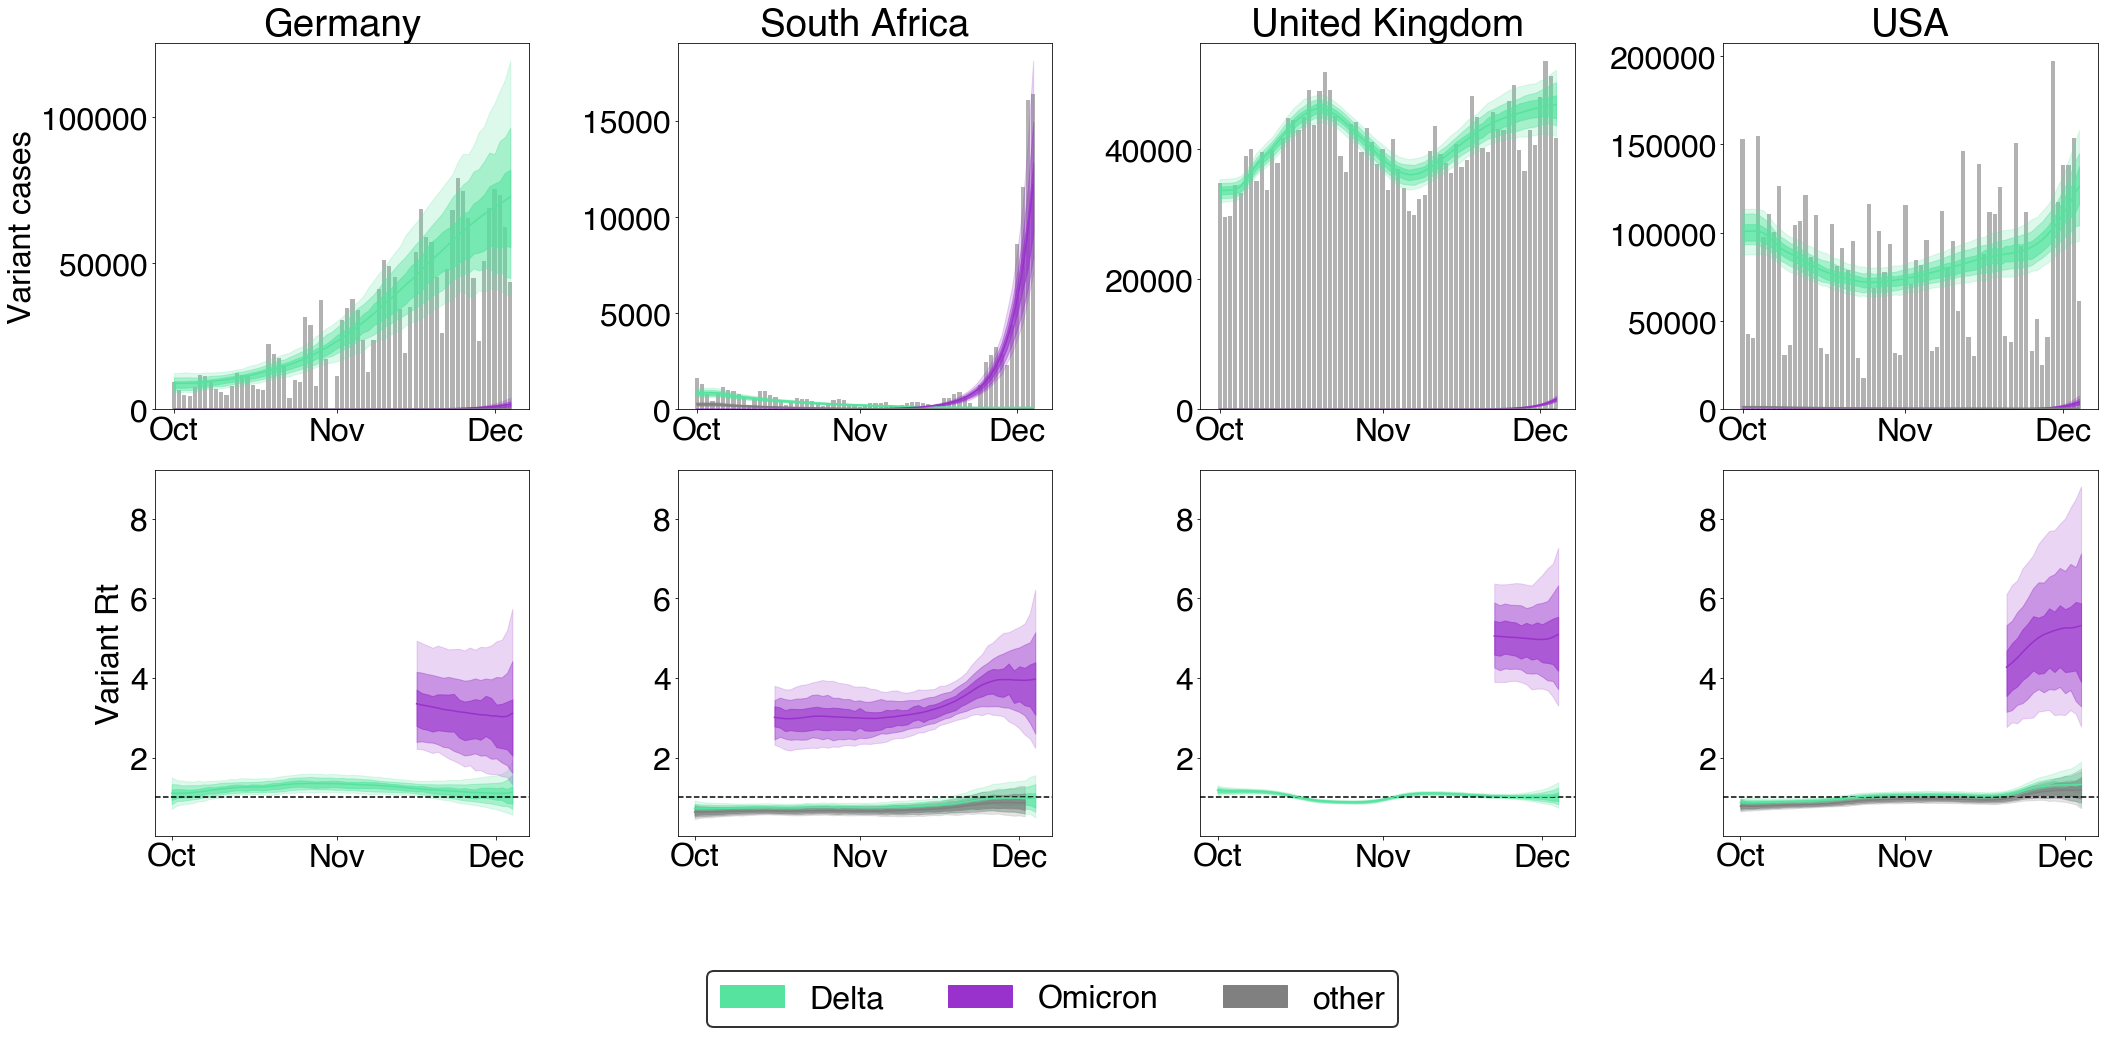 Germany
South Africa
United Kingdom
USA
Variant cases
100000
50000
0
Oct Nov Dec
15000
10000
5000
0
Oct Nov Dec
40000
20000
0
Oct Nov Dec
200000
150000
100000
50000
0
Oct Nov Dec
Variant Rt
8
6
4
2
Oct Nov Dec
8
6
4
2
Oct Nov Dec
8
6
4
2
Oct Nov Dec
8
6
4
2
Oct Nov Dec
Delta Omicron other